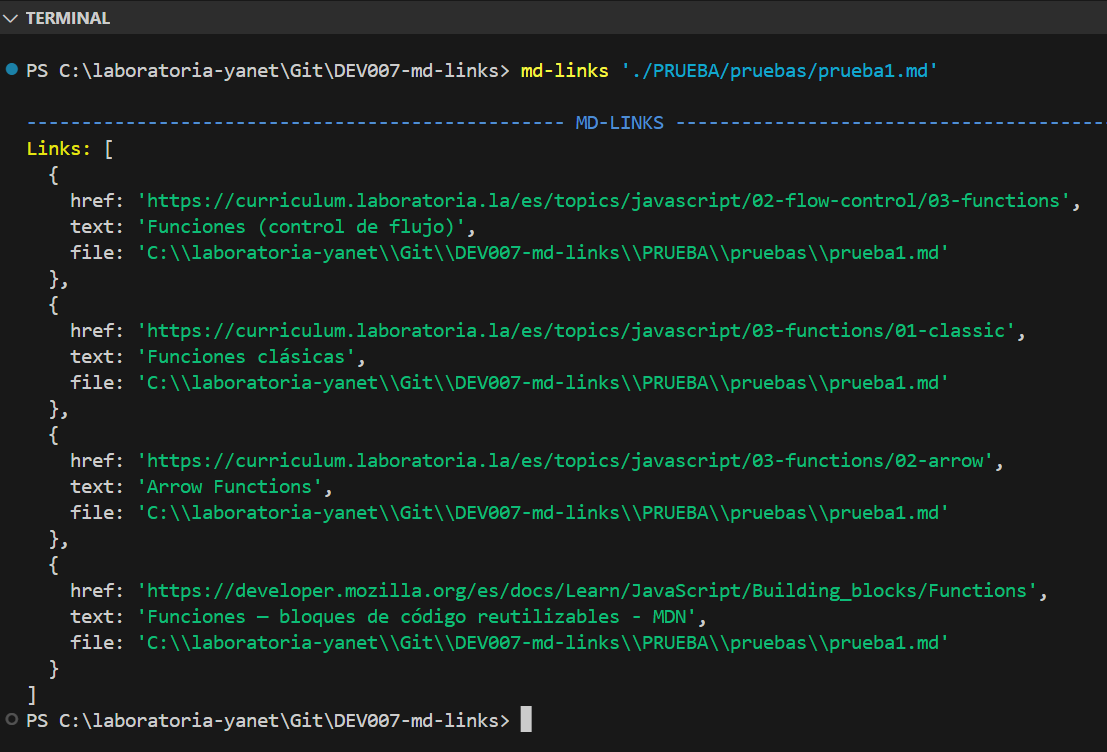 TERMINAL
PS C:\laboratoria-yanet\Git\DEV007-md-links> md-links './PRUEBA/pruebas/prueba1.md'
------------------------------------------------- MD-LINKS ---------------------------------------
Links: [
  {
    href: 'https://curriculum.laboratoria.la/es/topics/javascript/02-flow-control/03-functions',
    text: 'Funciones (control de flujo)',
    file: 'C:\\laboratoria-yanet\\Git\\DEV007-md-links\\PRUEBA\\pruebas\\prueba1.md'
  },
  {
    href: 'https://curriculum.laboratoria.la/es/topics/javascript/03-functions/01-classic',
    text: 'Funciones clásicas',
    file: 'C:\\laboratoria-yanet\\Git\\DEV007-md-links\\PRUEBA\\pruebas\\prueba1.md'
  },
  {
    href: 'https://curriculum.laboratoria.la/es/topics/javascript/03-functions/02-arrow',
    text: 'Arrow Functions',
    file: 'C:\\laboratoria-yanet\\Git\\DEV007-md-links\\PRUEBA\\pruebas\\prueba1.md'
  },
  {
    href: 'https://developer.mozilla.org/es/docs/Learn/JavaScript/Building_blocks/Functions',
    text: 'Funciones — bloques de código reutilizables - MDN',
    file: 'C:\\laboratoria-yanet\\Git\\DEV007-md-links\\PRUEBA\\pruebas\\prueba1.md'
  }
]
PS C:\laboratoria-yanet\Git\DEV007-md-links>